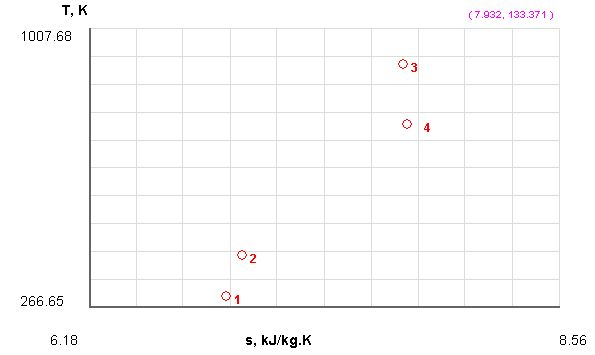 T, K
( 7.932, 133.371 )
1007.68
3
4
2
1
266.65
6.18 s, kJ/kg.K 8.56